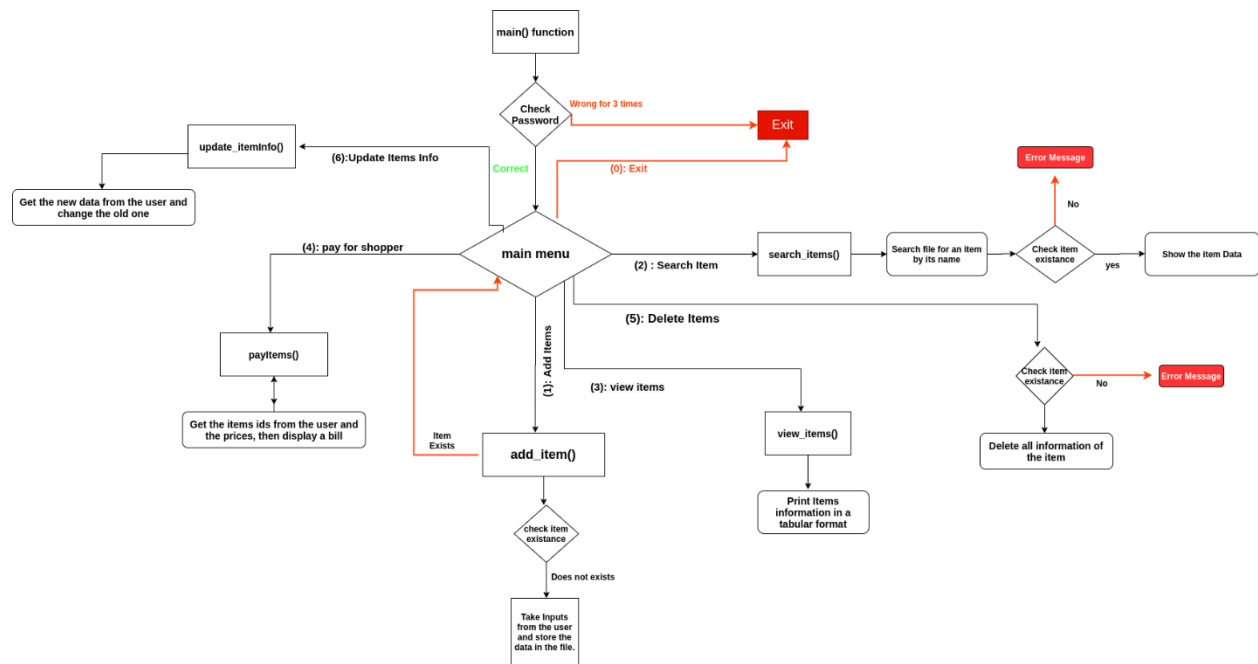 main() function
Check
Password
Wrong for 3 times
Exit
update_itemInfo()
(6):Update Items Info
Correct
(0): Exit
Error Message
Get the new data from the user and
change the old one
No
(4): pay for shopper
main menu
(2) : Search Item
search_items()
Search file for an item
by its name
Check item
existance
yes
Show the item Data
(5): Delete Items
payItems()
(1): Add Items
(3): view items
Check item
existance
No
Error Message
Get the items ids from the user and
the prices, then display a bill
Item
Exists
add_item()
view_items()
Delete all information of
the item
Print Items
information in a
tabular format
check item
existance
Does not exists
Take Inputs
from the user
and store the
data in the file.